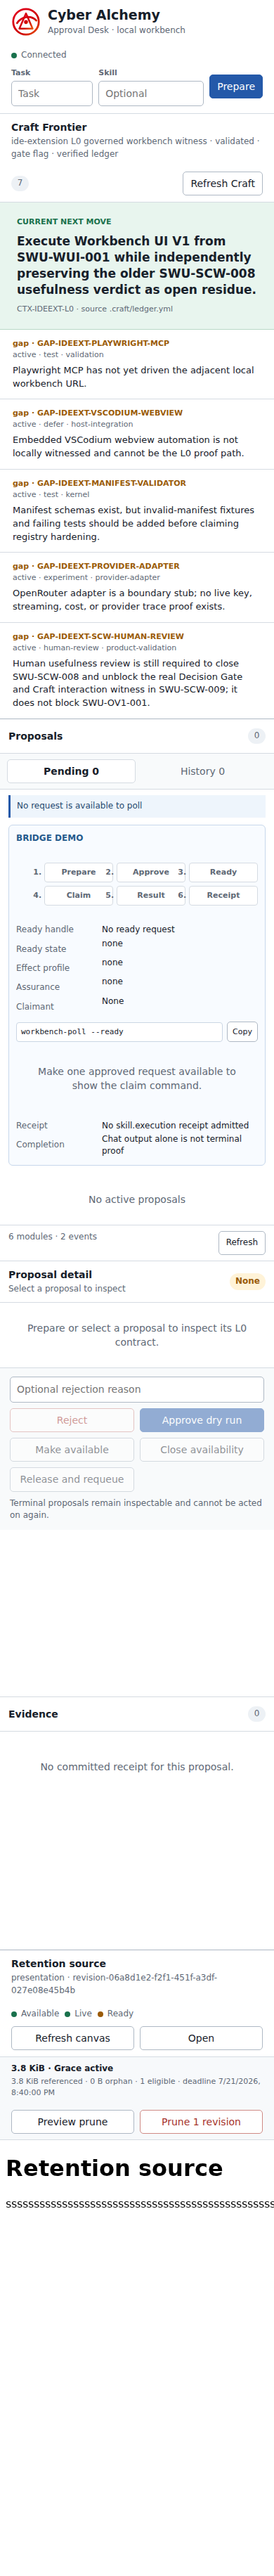 Cyber Alchemy
Approval Desk · local workbench
Connected
Task
Skill
Task
Optional
Prepare
Craft Frontier
ide-extension L0 governed workbench witness · validated ·
gate flag · verified ledger
7
Refresh Craft
CURRENT NEXT MOVE
Execute Workbench UI V1 from
SWU-WUI-001 while independently
preserving the older SWU-SCW-008
usefulness verdict as open residue.
CTX-IDEEXT-L0 · source .craft/ledger.yml
gap · GAP-IDEEXT-PLAYWRIGHT-MCP
active · test · validation
Playwright MCP has not yet driven the adjacent local
workbench URL.
gap · GAP-IDEEXT-VSCODIUM-WEBVIEW
active · defer · host-integration
Embedded VSCodium webview automation is not
locally witnessed and cannot be the L0 proof path.
gap · GAP-IDEEXT-MANIFEST-VALIDATOR
active · test · kernel
Manifest schemas exist, but invalid-manifest fixtures
and failing tests should be added before claiming
registry hardening.
gap · GAP-IDEEXT-PROVIDER-ADAPTER
active · experiment · provider-adapter
OpenRouter adapter is a boundary stub; no live key,
streaming, cost, or provider trace proof exists.
gap · GAP-IDEEXT-SCW-HUMAN-REVIEW
active · human-review · product-validation
Human usefulness review is still required to close
SWU-SCW-008 and unblock the real Decision Gate
and Craft interaction witness in SWU-SCW-009; it
does not block SWU-OV1-001.
Proposals
0
Pending 0
History 0
No request is available to poll
BRIDGE DEMO
1. Prepare
2. Approve
3. Ready
4. Claim
5. Result
6. Receipt
Ready handle
No ready request
Ready state
none
Effect profile
none
Assurance
none
Claimant
None
workbench-poll --ready
Copy
Make one approved request available to
show the claim command.
Receipt
No skill.execution receipt admitted
Completion
Chat output alone is not terminal
proof
No active proposals
6 modules · 2 events
Refresh
Proposal detail
Select a proposal to inspect
None
Prepare or select a proposal to inspect its L0
contract.
Optional rejection reason
Reject
Approve dry run
Make available
Close availability
Release and requeue
Terminal proposals remain inspectable and cannot be acted
on again.
Evidence
0
No committed receipt for this proposal.
Retention source
presentation · revision-06a8d1e2-f2f1-451f-a3df-
027e08e45b4b
Available
Live
Ready
Refresh canvas
Open
3.8 KiB · Grace active
3.8 KiB referenced · 0 B orphan · 1 eligible · deadline 7/21/2026,
8:40:00 PM
Preview prune
Prune 1 revision
Retention source